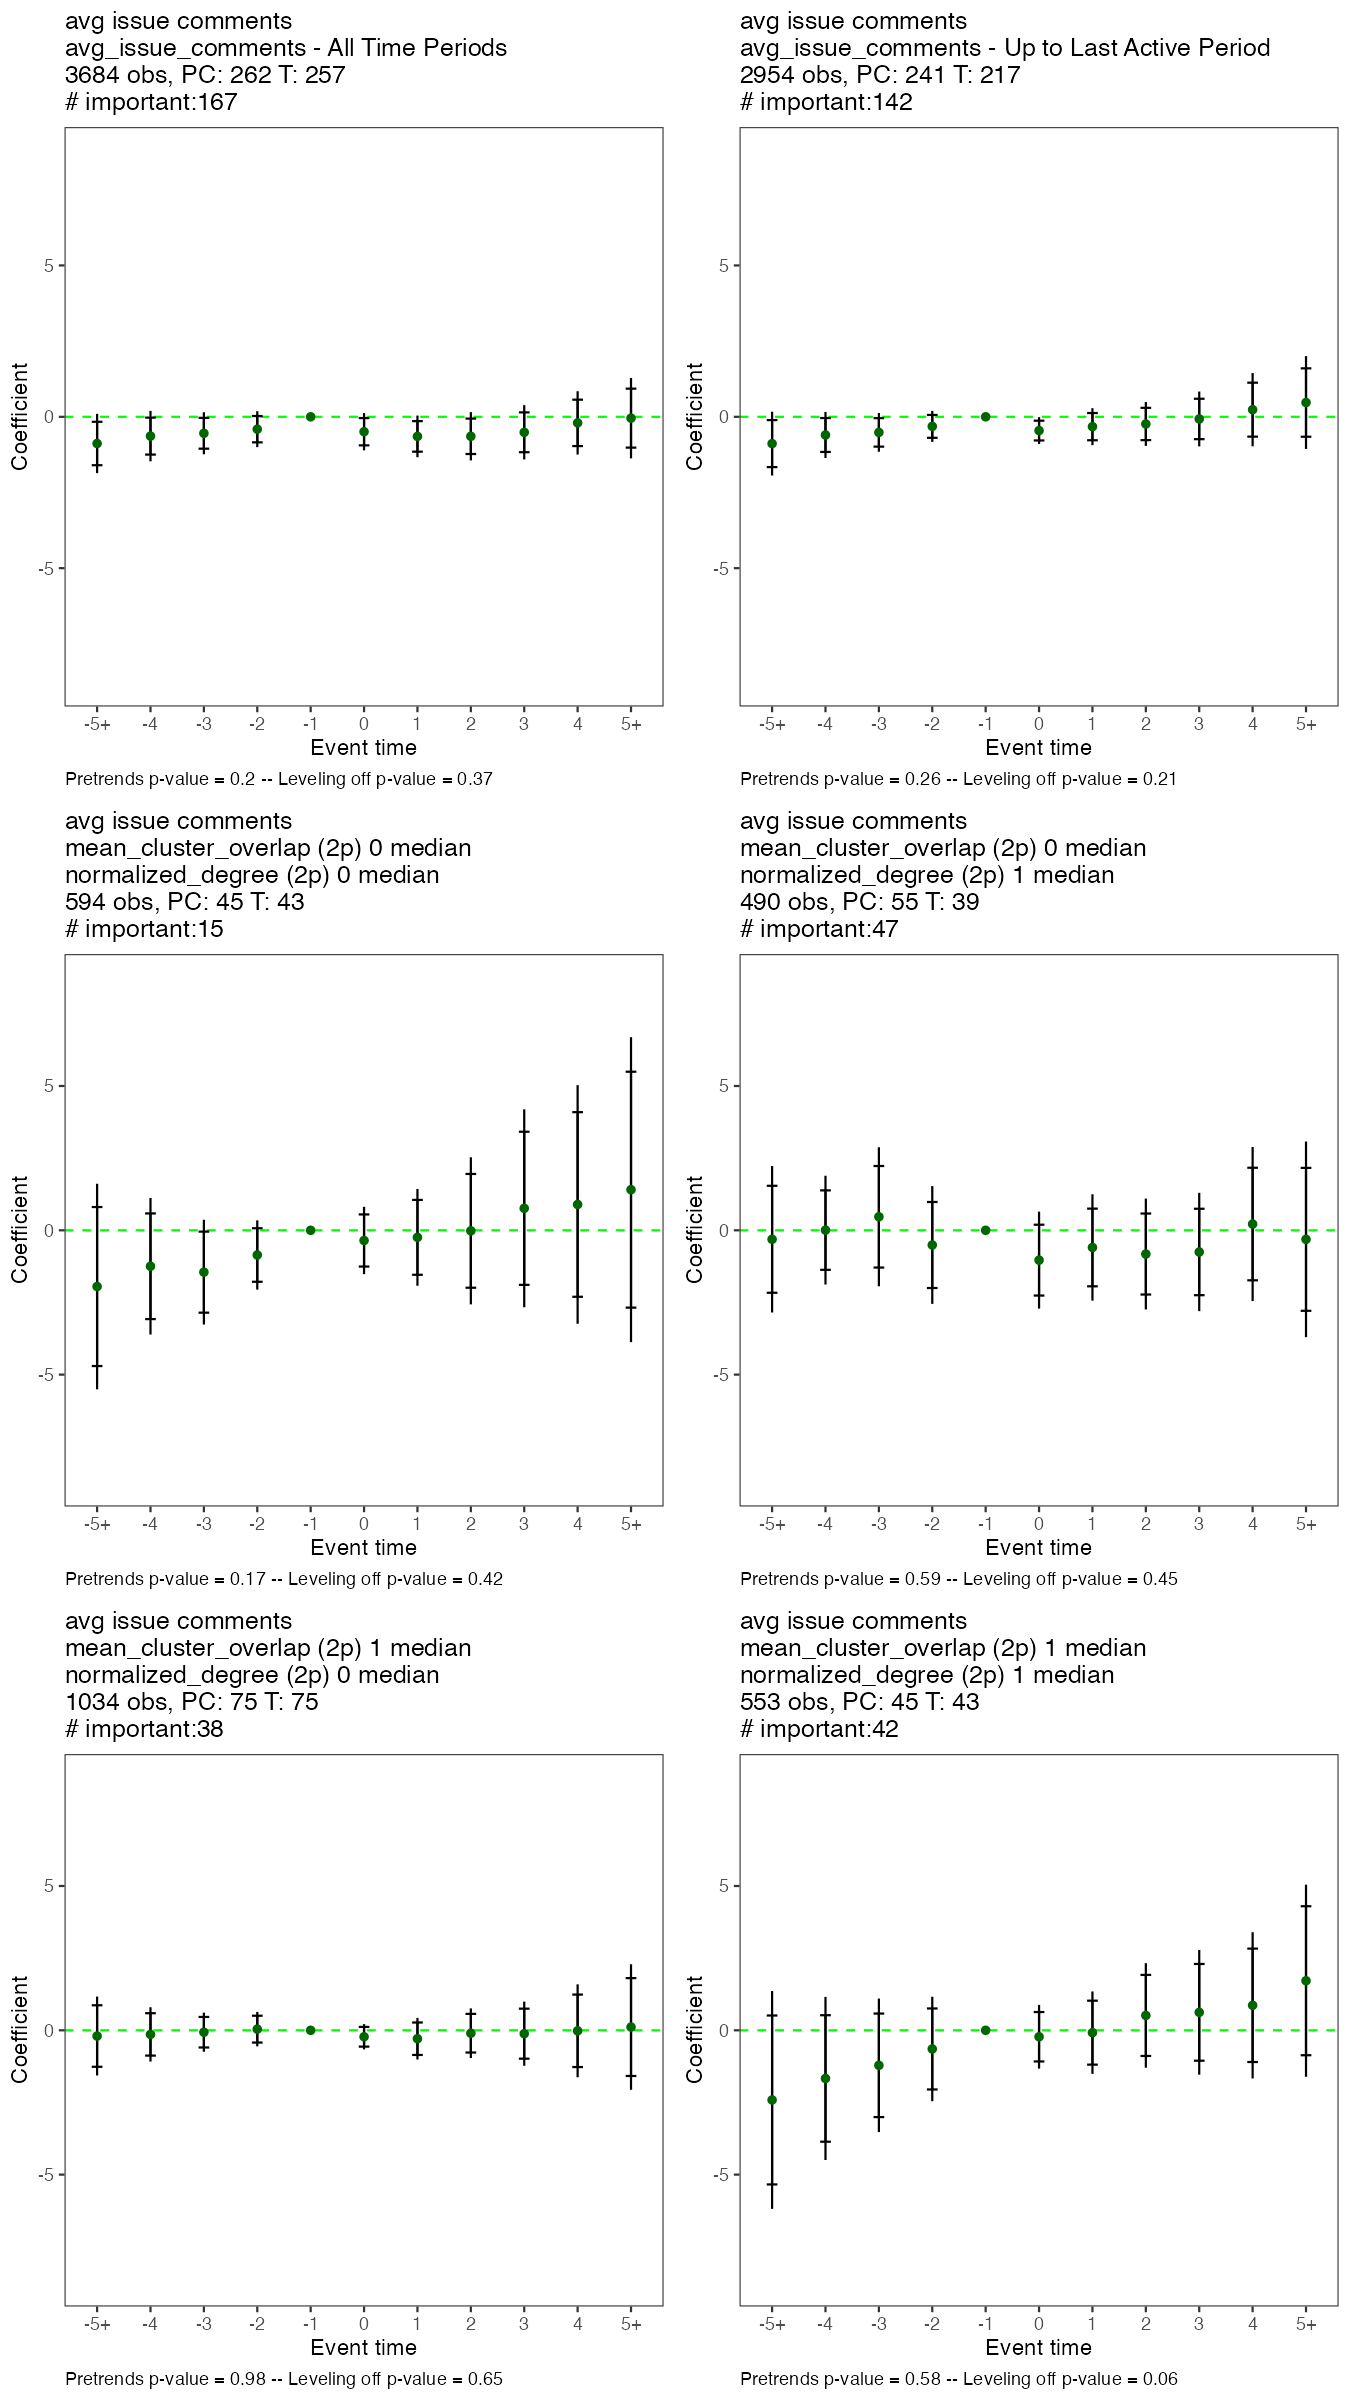 avg issue comments
avg_issue_comments - All Time Periods
3684 obs, PC: 262 T: 257
# important:167
5
0
-5
Coefficient
-5+ -4 -3 -2 -1 0 1 2 3 4 5+
Event time
Pretrends p-value = 0.2 -- Leveling off p-value = 0.37
avg issue comments
avg_issue_comments - Up to Last Active Period
2954 obs, PC: 241 T: 217
# important:142
5
0
-5
Coefficient
-5+ -4 -3 -2 -1 0 1 2 3 4 5+
Event time
Pretrends p-value = 0.26 -- Leveling off p-value = 0.21
avg issue comments
mean_cluster_overlap (2p) 0 median
normalized_degree (2p) 0 median
594 obs, PC: 45 T: 43
# important:15
5
0
-5
Coefficient
-5+ -4 -3 -2 -1 0 1 2 3 4 5+
Event time
Pretrends p-value = 0.17 -- Leveling off p-value = 0.42
avg issue comments
mean_cluster_overlap (2p) 0 median
normalized_degree (2p) 1 median
490 obs, PC: 55 T: 39
# important:47
5
0
-5
Coefficient
-5+ -4 -3 -2 -1 0 1 2 3 4 5+
Event time
Pretrends p-value = 0.59 -- Leveling off p-value = 0.45
avg issue comments
mean_cluster_overlap (2p) 1 median
normalized_degree (2p) 0 median
1034 obs, PC: 75 T: 75
# important:38
5
0
-5
Coefficient
-5+ -4 -3 -2 -1 0 1 2 3 4 5+
Event time
Pretrends p-value = 0.98 -- Leveling off p-value = 0.65
avg issue comments
mean_cluster_overlap (2p) 1 median
normalized_degree (2p) 1 median
553 obs, PC: 45 T: 43
# important:42
5
0
-5
Coefficient
-5+ -4 -3 -2 -1 0 1 2 3 4 5+
Event time
Pretrends p-value = 0.58 -- Leveling off p-value = 0.06